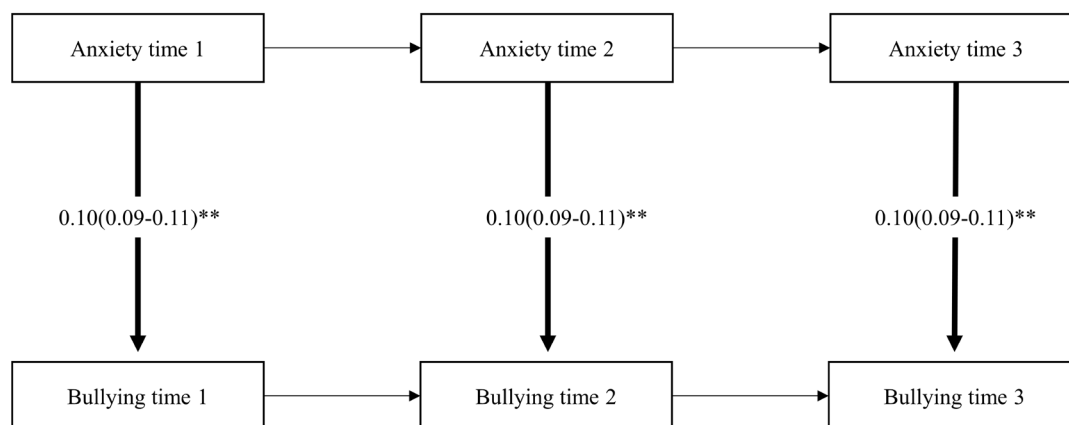 Anxiety time 1
Anxiety time 2
Anxiety time 3
0.10(0.09-0.11)**
0.10(0.09-0.11)**
0.10(0.09-0.11)**
Bullying time 1
Bullying time 2
Bullying time 3